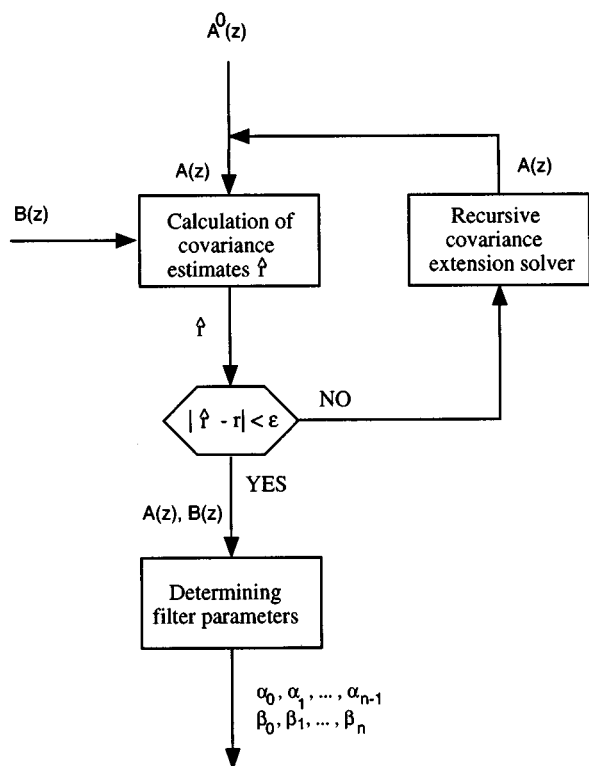 A⁰(z)
A(z)
A(z)
B(z)
Calculation of
covariance
estimates r̂
Recursive
covariance
extension solver
r̂
| r̂ - r| < ε
NO
YES
A(z), B(z)
Determining
filter parameters
α₀, α₁, ... , αₙ₋₁
β₀, β₁, ... , βₙ